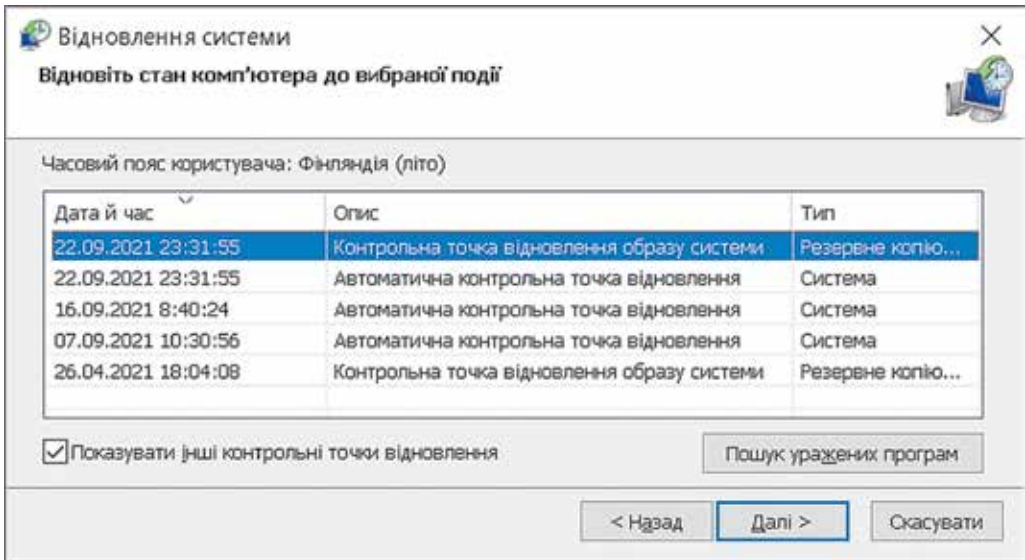 Відновлення системи
Відновіть стан комп'ютера до вибраної події
Часовий пояс користувача: Фінляндія (літо)
Дата й час Опис Тип
22.09.2021 23:31:55 Контрольна точка відновлення образу системи Резервне копію...
22.09.2021 23:31:55 Автоматична контрольна точка відновлення Система
16.09.2021 8:40:24 Автоматична контрольна точка відновлення Система
07.09.2021 10:30:56 Автоматична контрольна точка відновлення Система
26.04.2021 18:04:08 Контрольна точка відновлення образу системи Резервне копію...
Показувати інші контрольні точки відновлення Пошук уражених програм
< Назад Далі > Скасувати